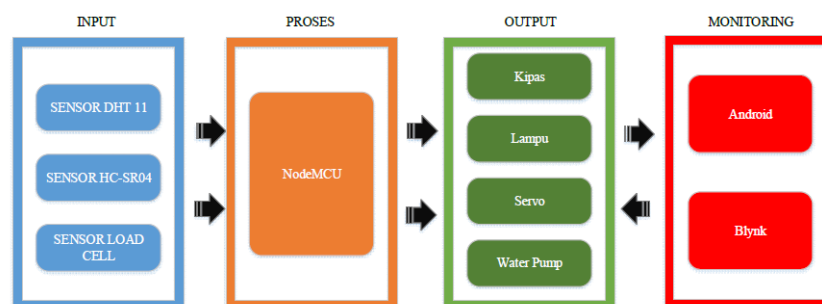 INPUT
PROSES
OUTPUT
MONITORING
SENSOR DHT 11
SENSOR HC-SR04
SENSOR LOAD
CELL
NodeMCU
Kipas
Lampu
Servo
Water Pump
Android
Blynk